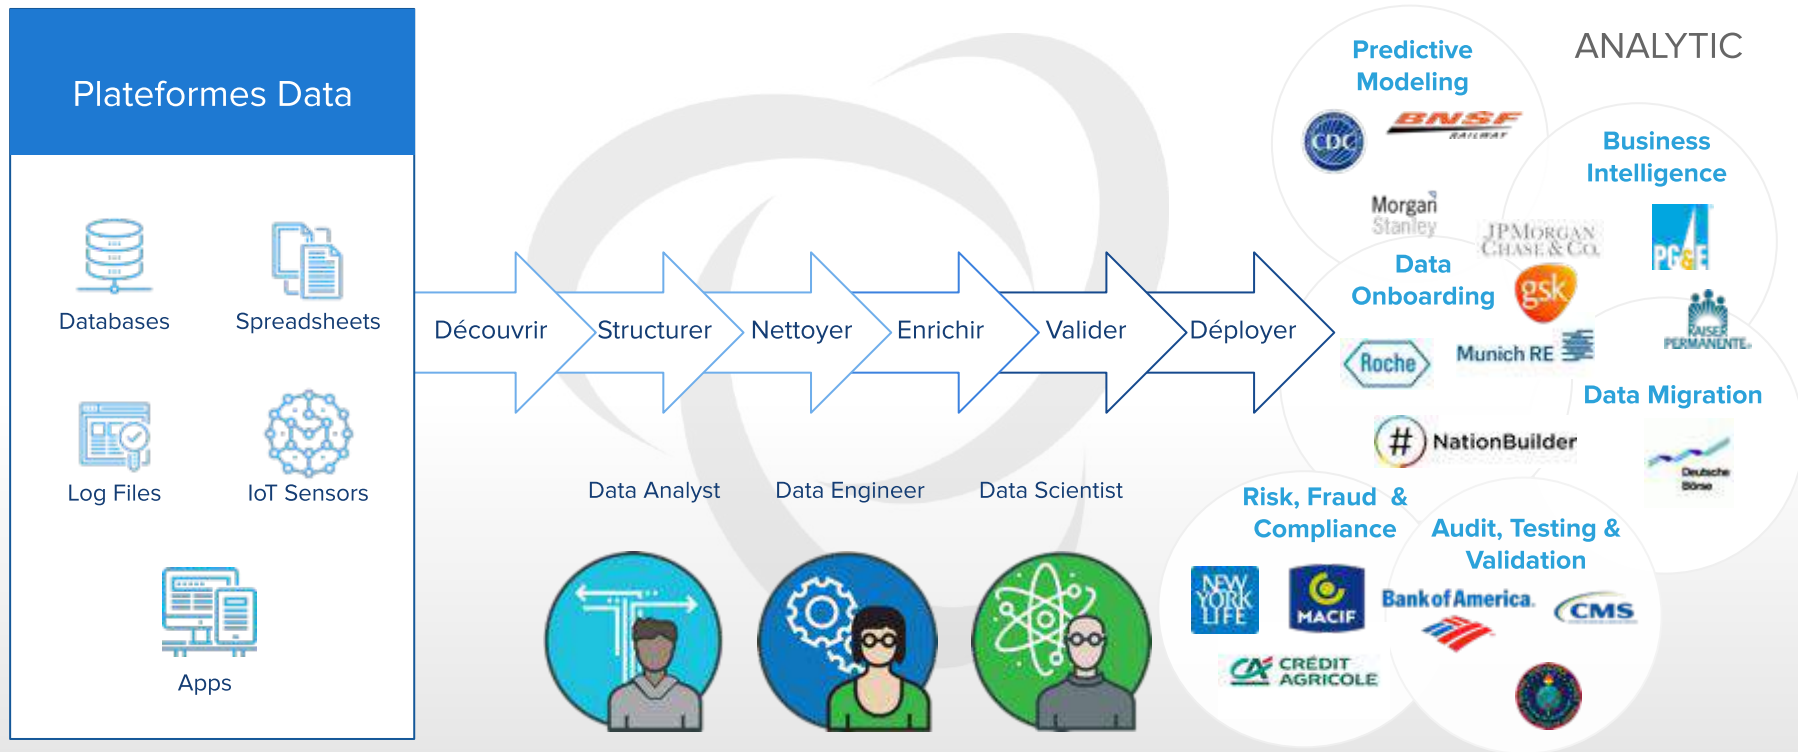 Plateformes Data
Databases
Spreadsheets
Log Files
IoT Sensors
Apps
Découvrir
Structurer
Nettoyer
Enrichir
Valider
Déployer
Data Analyst
Data Engineer
Data Scientist
ANALYTIC
Predictive
Modeling
CDC
BNSF
RAILWAY
Morgan
Stanley
Business
Intelligence
JPMORGAN
CHASE & CO.
PG&E
KAISER
PERMANENTE®
Data
Onboarding
gsk
Roche
Munich RE
# NationBuilder
Data Migration
Deutsche
Börse
Risk, Fraud &
Compliance
NEW
YORK
LIFE
MACIF
CA CRÉDIT
AGRICOLE
Audit, Testing &
Validation
Bank of America.
CMS